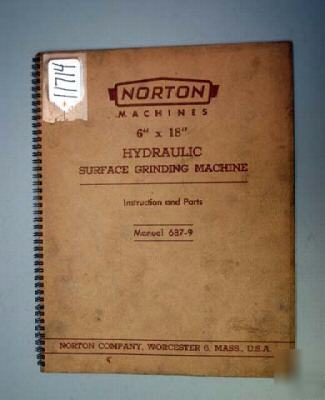 11714
NORTON
MACHINES
6" x 18"
HYDRAULIC
SURFACE GRINDING MACHINE
Instruction and Parts
Manual 687-9
NORTON COMPANY, WORCESTER 6, MASS., U.S.A.